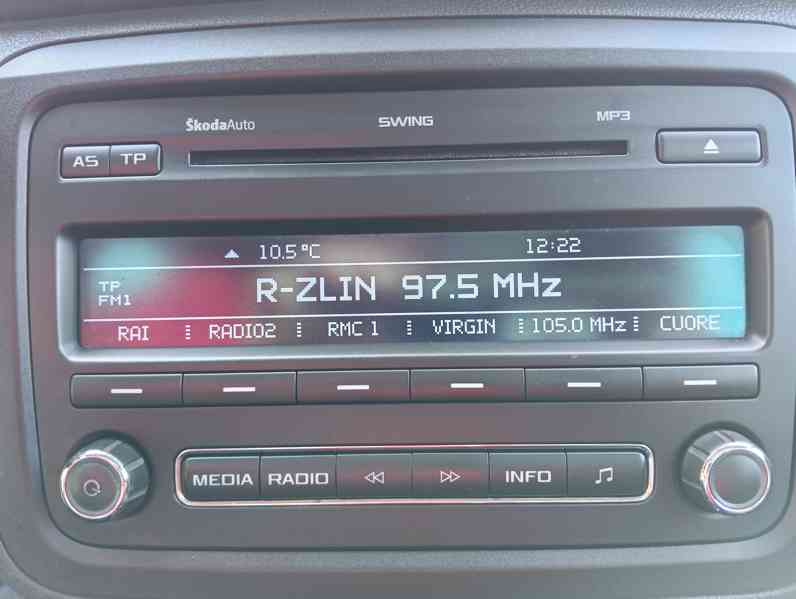 ŠkodaAuto SWING MP3
AS TP
10.5°C 12:22
TP
FM1
R-ZLIN 97.5 MHz
RAI RADIO2 RMC 1 VIRGIN 105.0 MHz CUORE
MEDIA RADIO INFO